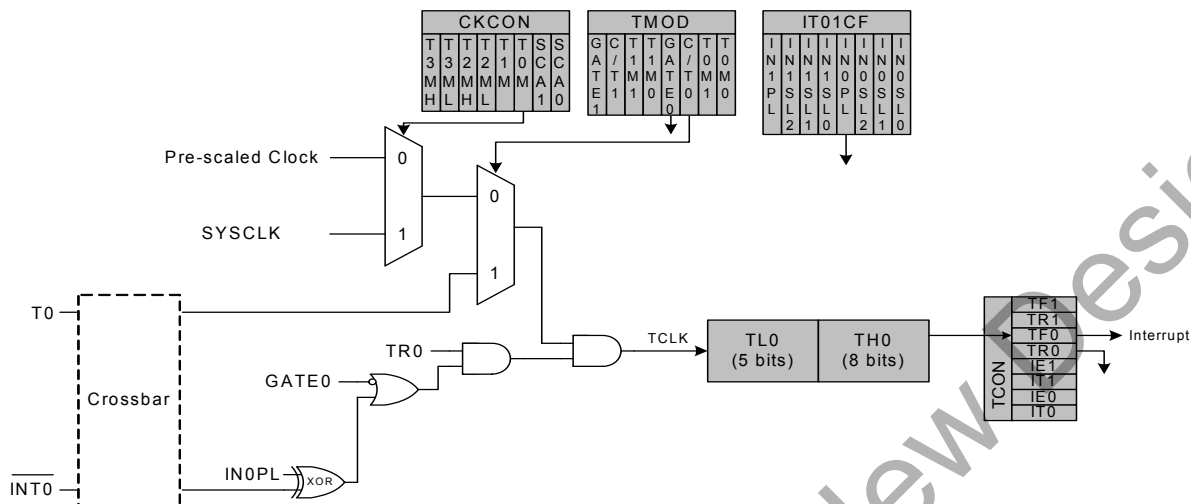 CKCON
T3MH
T3ML
T2MH
T2ML
T1M
T0M
SCA1
SCA0
TMOD
GATE1
C/T1
T1M1
T1M0
GATE0
C/T0
T0M1
T0M0
IT01CF
IN1PL
IN1SL2
IN1SL1
IN1SL0
IN0PL
IN0SL2
IN0SL1
IN0SL0
Pre-scaled Clock
0
SYSCLK
1
0
1
T0
Crossbar
TR0
GATE0
IN0PL
XOR
INT0
TCLK
TL0
(5 bits)
TH0
(8 bits)
TCON
TF1
TR1
TF0
TR0
IE1
IT1
IE0
IT0
Interrupt
ew Desig